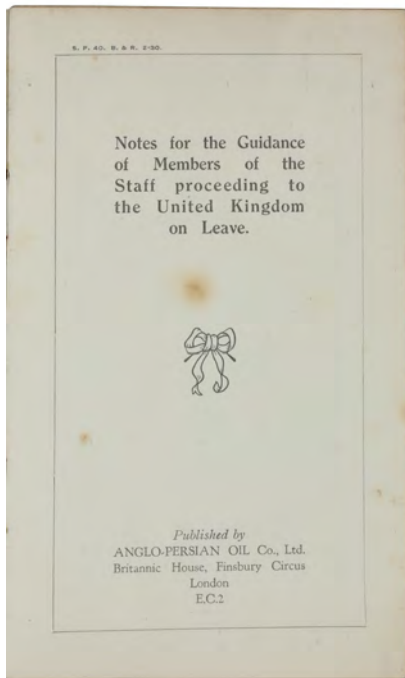 S. P. 40. B. & R. 2-30.
Notes for the Guidance
of Members of the
Staff proceeding to
the United Kingdom
on Leave.
Published by
ANGLO-PERSIAN OIL Co., Ltd.
Britannic House, Finsbury Circus
London
E.C.2